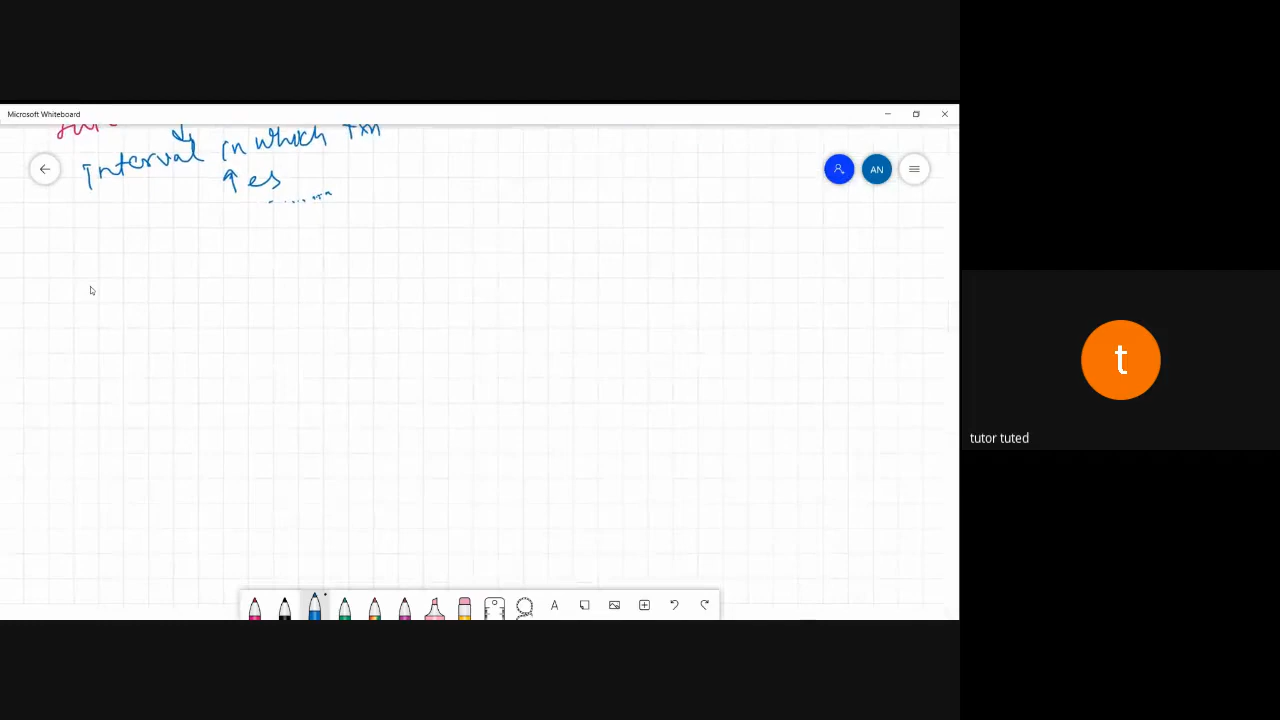 Microsoft Whiteboard
Interval in which fxn
↑ es
AN
A
t
tutor tuted